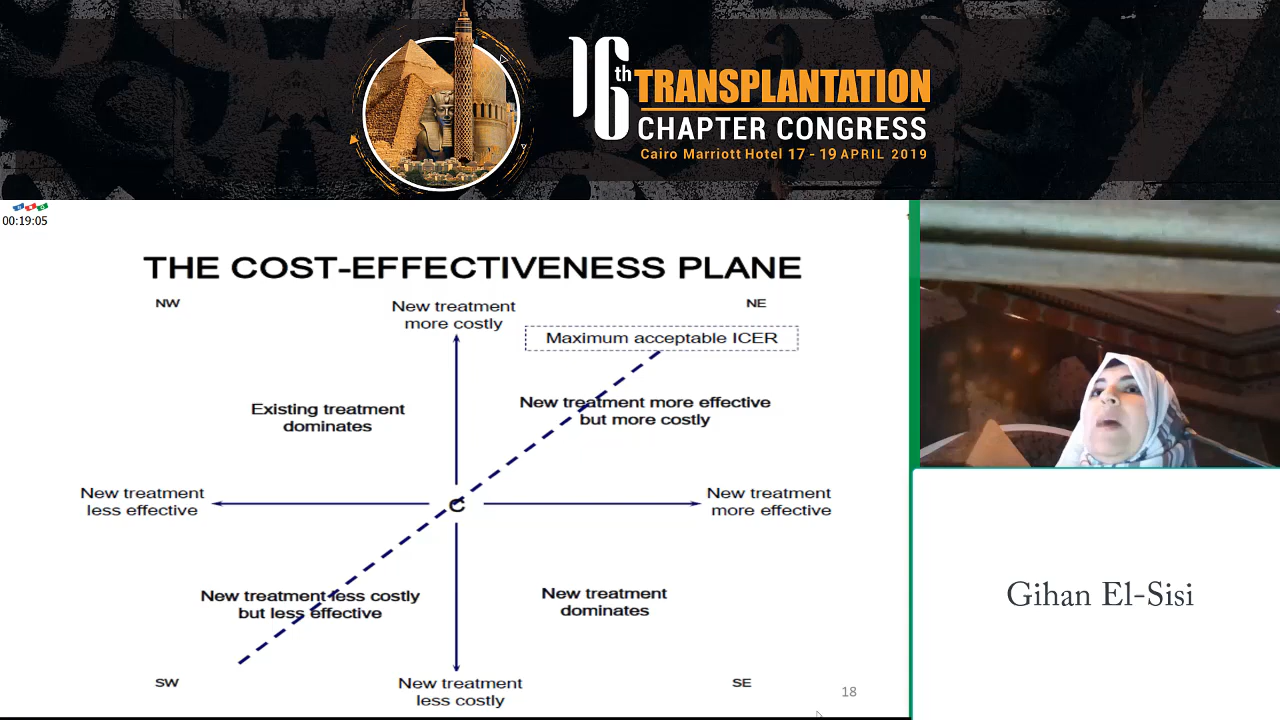 16th TRANSPLANTATION
CHAPTER CONGRESS
Cairo Marriott Hotel 17 - 19 APRIL 2019
00:19:05
THE COST-EFFECTIVENESS PLANE
NW
New treatment
more costly
NE
Maximum acceptable ICER
Existing treatment
dominates
New treatment more effective
but more costly
New treatment
less effective
C
New treatment
more effective
New treatment less costly
but less effective
New treatment
dominates
SW
New treatment
less costly
SE
18
Gihan El-Sisi